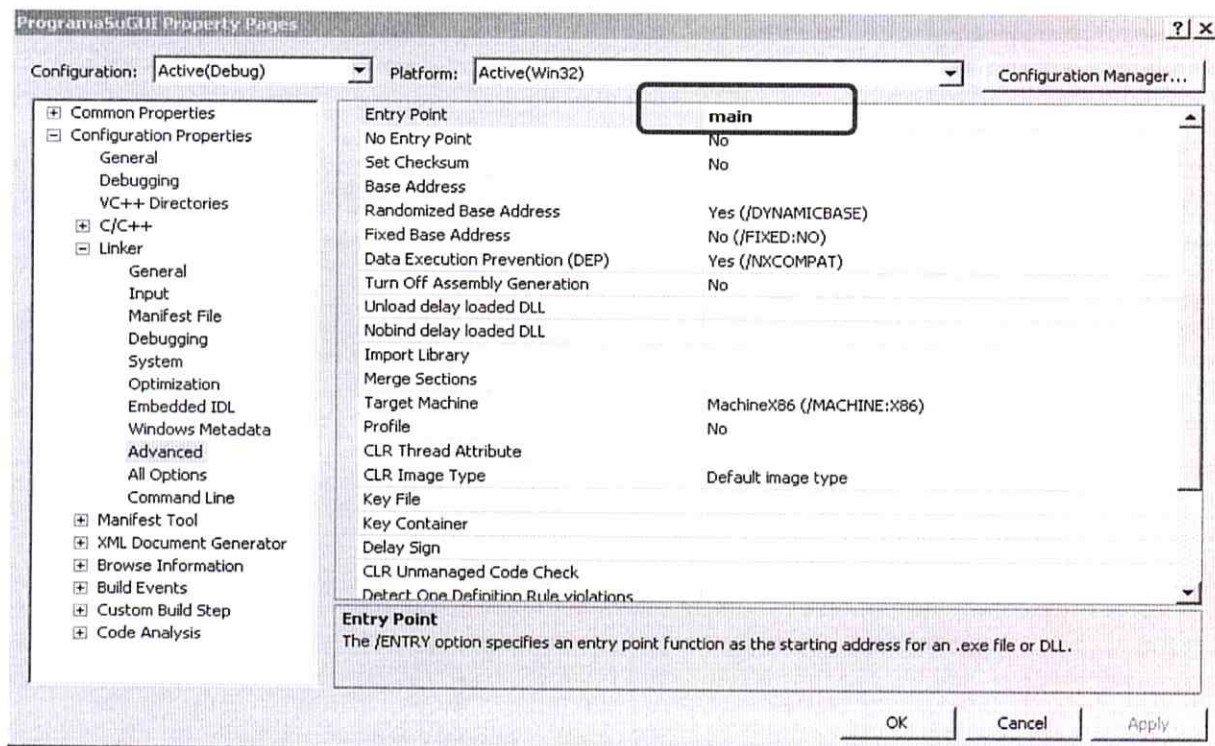 ProgramaSuGUI Property Pages
? X
Configuration: Active(Debug) Platform: Active(Win32) Configuration Manager...
Common Properties
Configuration Properties
General
Debugging
VC++ Directories
C/C++
Linker
General
Input
Manifest File
Debugging
System
Optimization
Embedded IDL
Windows Metadata
Advanced
All Options
Command Line
Manifest Tool
XML Document Generator
Browse Information
Build Events
Custom Build Step
Code Analysis
Entry Point main
No Entry Point No
Set Checksum No
Base Address
Randomized Base Address Yes (/DYNAMICBASE)
Fixed Base Address No (/FIXED:NO)
Data Execution Prevention (DEP) Yes (/NXCOMPAT)
Turn Off Assembly Generation No
Unload delay loaded DLL
Nobind delay loaded DLL
Import Library
Merge Sections
Target Machine MachineX86 (/MACHINE:X86)
Profile No
CLR Thread Attribute
CLR Image Type Default image type
Key File
Key Container
Delay Sign
CLR Unmanaged Code Check
Detect One Definition Rule violations
Entry Point
The /ENTRY option specifies an entry point function as the starting address for an .exe file or DLL.
OK Cancel Apply